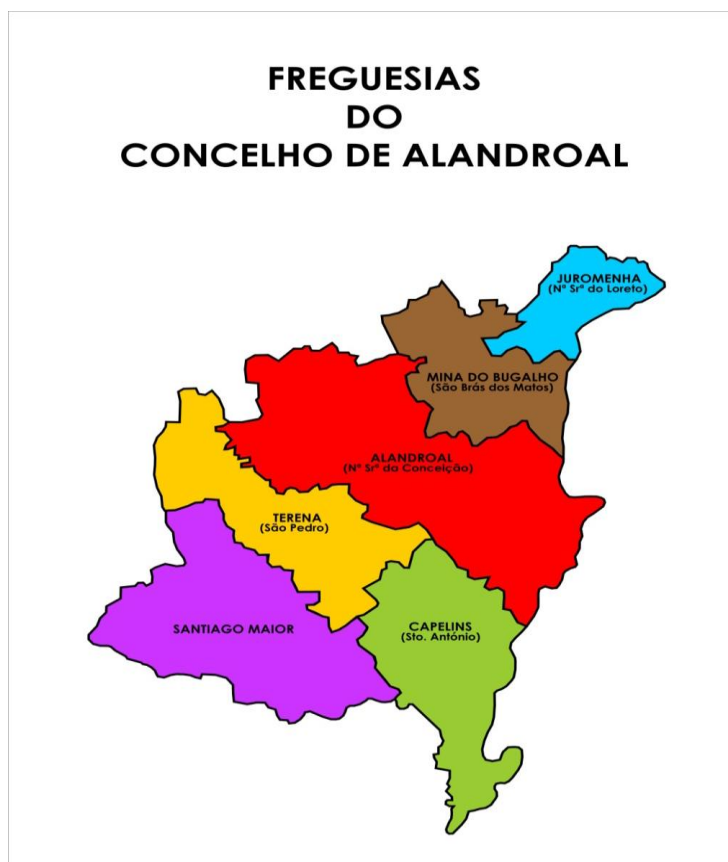 FREGUESIAS
DO
CONCELHO DE ALANDROAL
JUROMENHA
(Nª Srª do Loreto)
MINA DO BUGALHO
(São Brás dos Matos)
ALANDROAL
(Nª Srª da Conceição)
TERENA
(São Pedro)
SANTIAGO MAIOR
CAPELINS
(Sto. António)